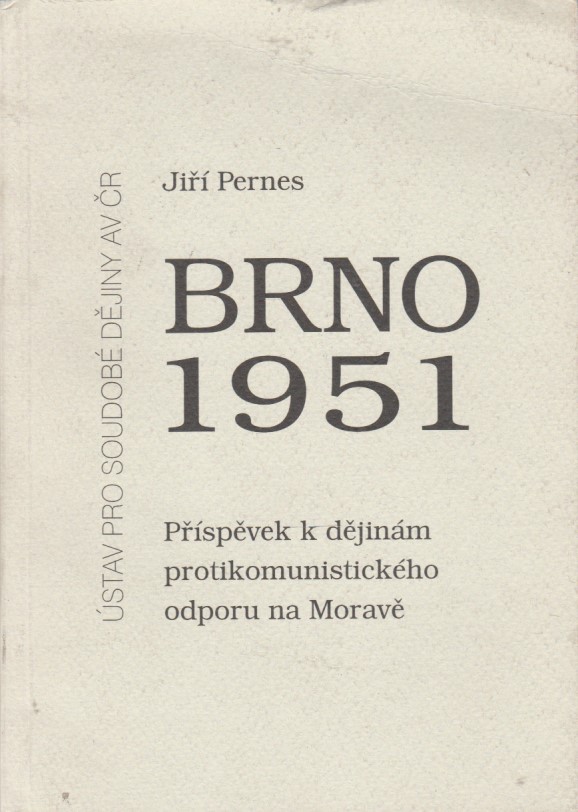 Jiří Pernes
BRNO
1951
Příspěvek k dějinám
protikomunistického
odporu na Moravě
ÚSTAV PRO SOUDOBÉ DĚJINY AV ČR